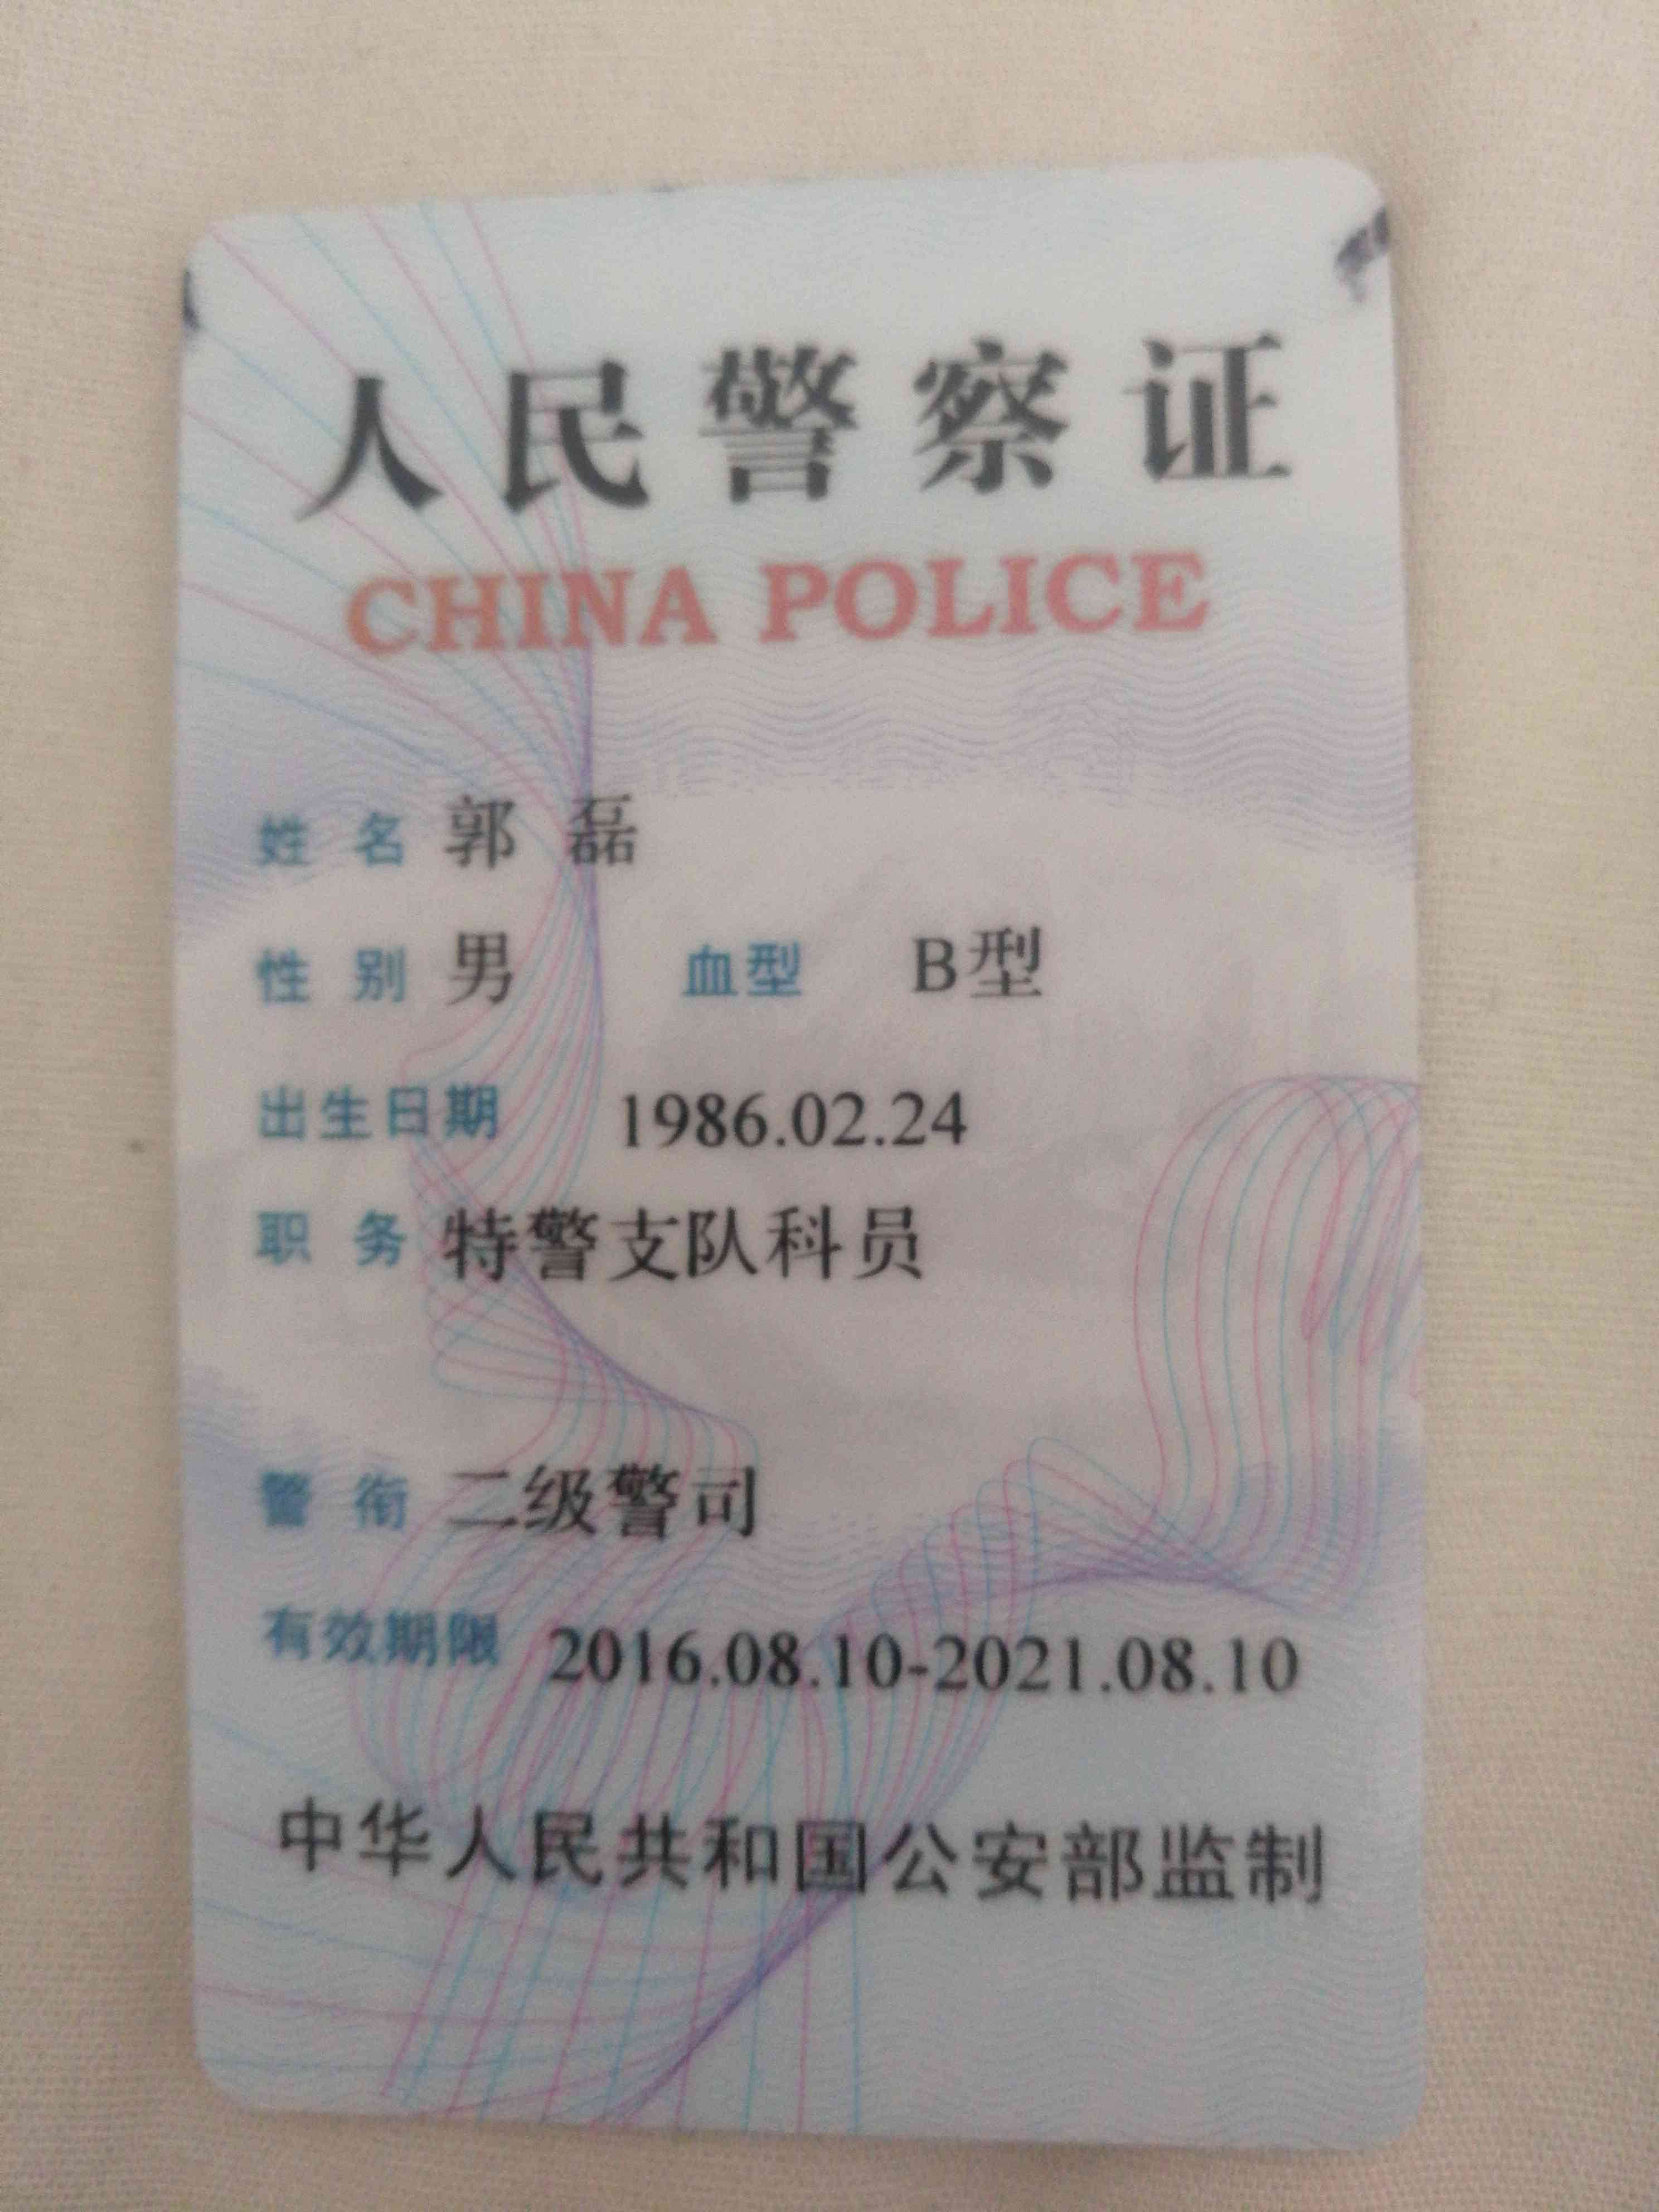 人民警察证
CHINA POLICE
姓名 郭磊
性别 男 血型 B型
出生日期 1986.02.24
职务 特警支队科员
警衔 二级警司
有效期限 2016.08.10-2021.08.10
中华人民共和国公安部监制